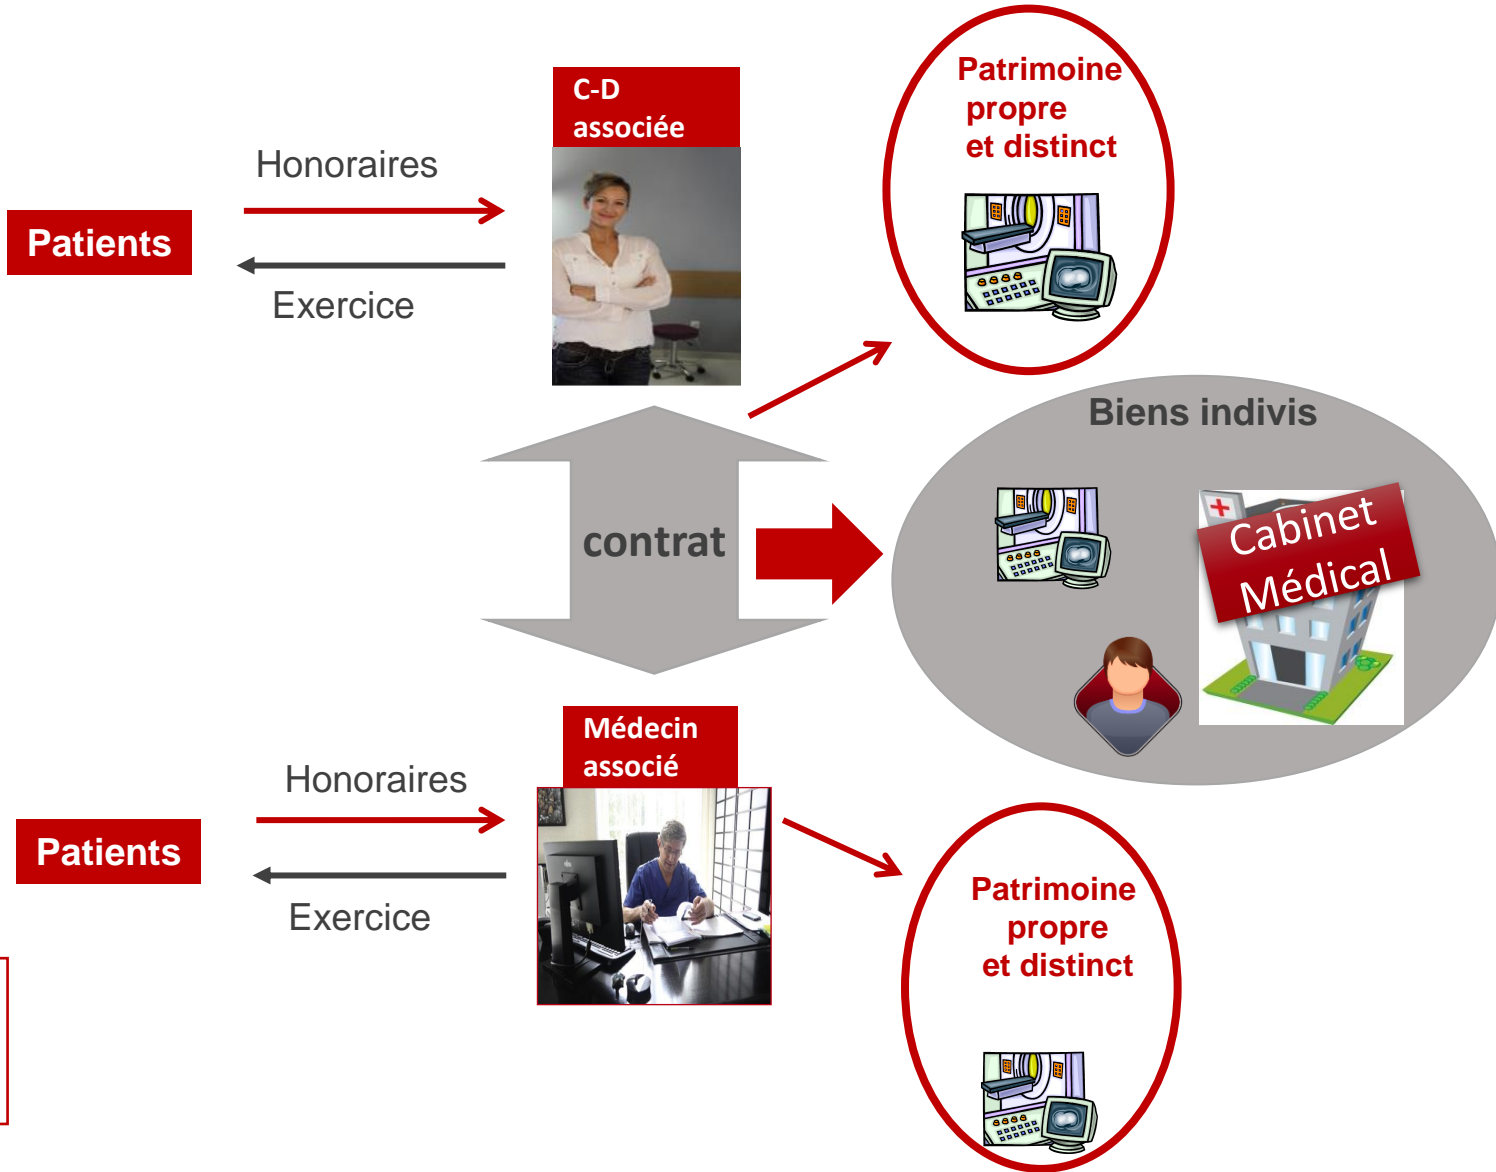 C-D
associée
Patrimoine
propre
et distinct
Honoraires
Patients
Exercice
Biens indivis
contrat
Cabinet
Médical
Médecin
associé
Honoraires
Patients
Exercice
Patrimoine
propre
et distinct